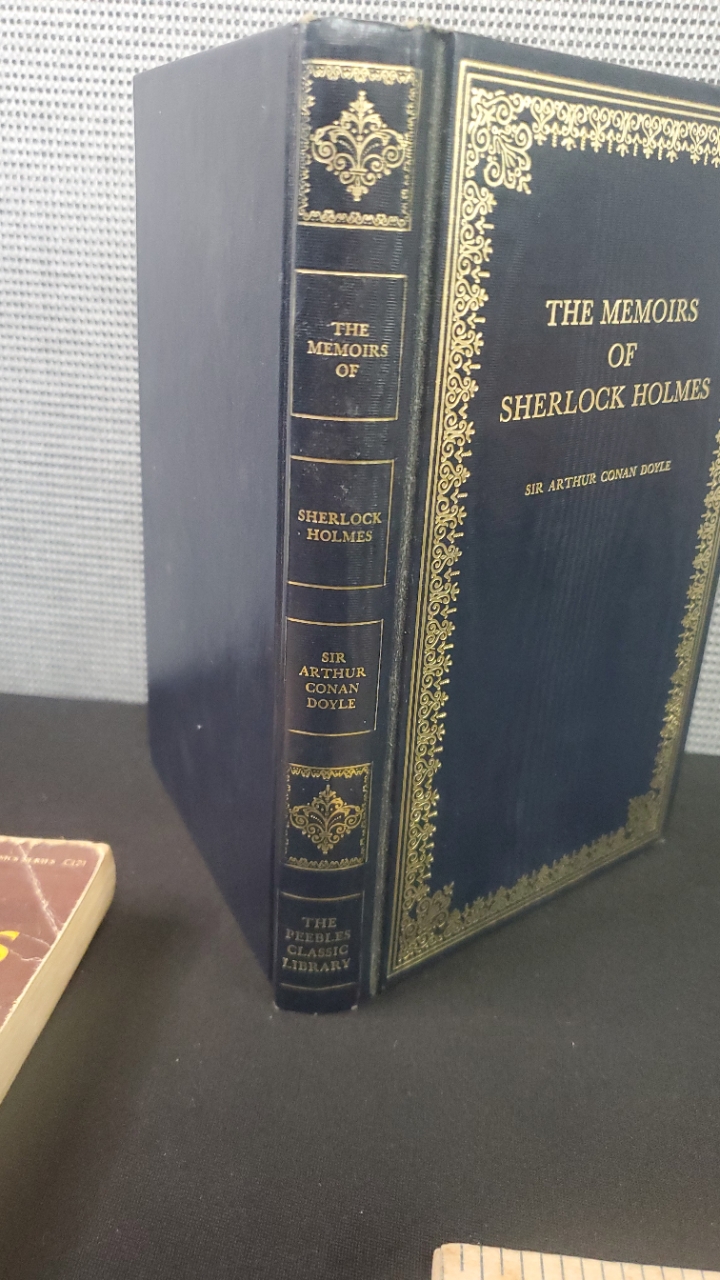 THE
MEMOIRS
OF
SHERLOCK
HOLMES
SIR
ARTHUR
CONAN
DOYLE
THE
PEEBLES
CLASSIC
LIBRARY
THE MEMOIRS
OF
SHERLOCK HOLMES
SIR ARTHUR CONAN DOYLE
SERIES
S